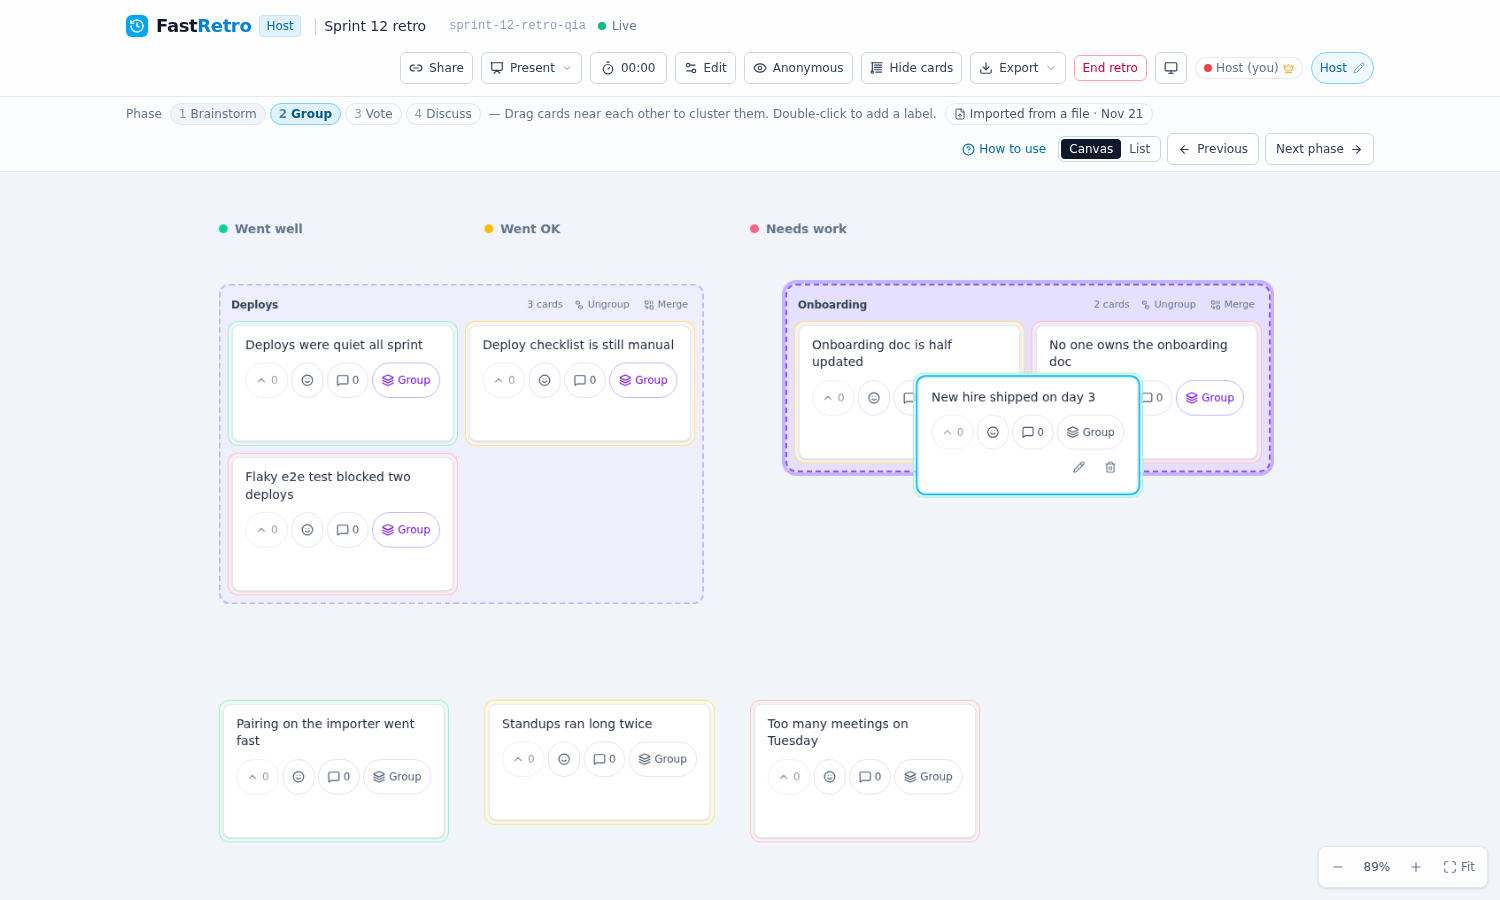 FastRetro Host | Sprint 12 retro sprint-12-retro-qia Live
Share Present 00:00 Edit Anonymous Hide cards Export End retro Host (you) Host
Phase 1 Brainstorm 2 Group 3 Vote 4 Discuss — Drag cards near each other to cluster them. Double-click to add a label. Imported from a file · Nov 21
How to use Canvas List Previous Next phase
Went well Went OK Needs work
Deploys 3 cards Ungroup Merge
Deploys were quiet all sprint
0 0 Group
Deploy checklist is still manual
0 0 Group
Flaky e2e test blocked two
deploys
0 0 Group
Onboarding 2 cards Ungroup Merge
Onboarding doc is half
updated
0
No one owns the onboarding
doc
0 Group
New hire shipped on day 3
0 0 Group
Pairing on the importer went
fast
0 0 Group
Standups ran long twice
0 0 Group
Too many meetings on
Tuesday
0 0 Group
89% Fit